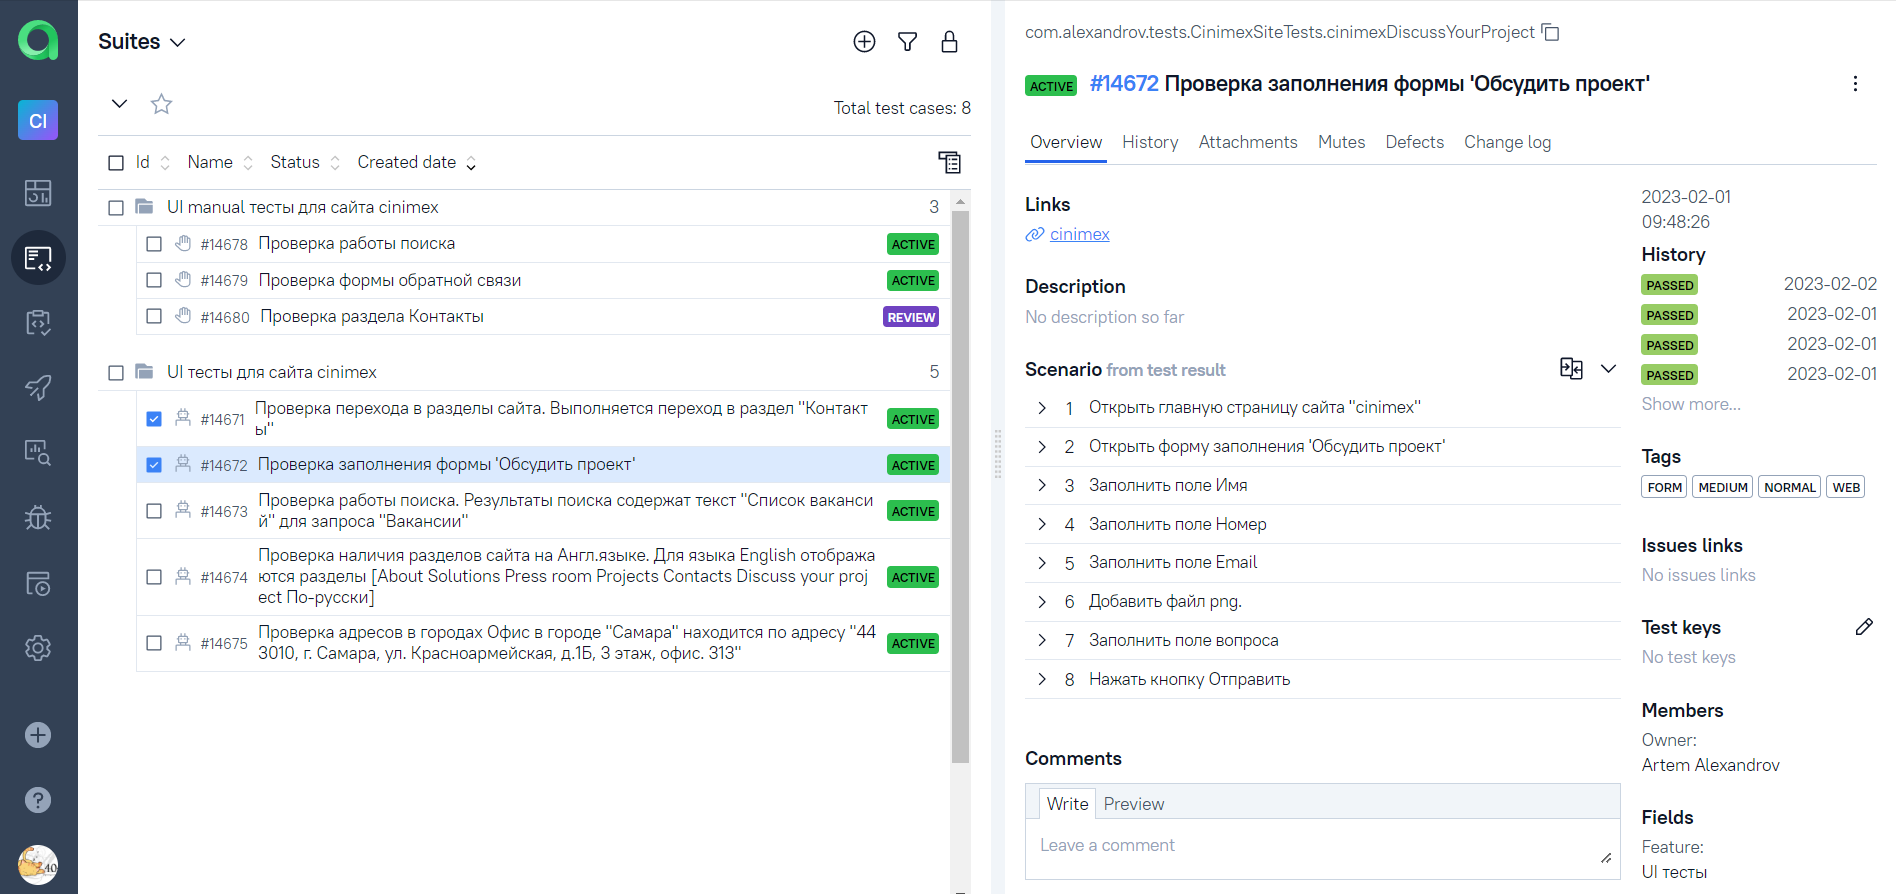 CI
Suites
Total test cases: 8
Id Name Status Created date
UI manual тесты для сайта cinimex 3
#14678 Проверка работы поиска ACTIVE
#14679 Проверка формы обратной связи ACTIVE
#14680 Проверка раздела Контакты REVIEW
UI тесты для сайта cinimex 5
#14671 Проверка перехода в разделы сайта. Выполняется переход в раздел "Контакт
ы" ACTIVE
#14672 Проверка заполнения формы 'Обсудить проект' ACTIVE
#14673 Проверка работы поиска. Результаты поиска содержат текст "Список ваканси
й" для запроса "Вакансии" ACTIVE
Проверка наличия разделов сайта на Англ.языке. Для языка English отобража
#14674 ются разделы [About Solutions Press room Projects Contacts Discuss your proj ACTIVE
ect По-русски]
#14675 Проверка адресов в городах Офис в городе "Самара" находится по адресу "44
3010, г. Самара, ул. Красноармейская, д.1Б, 3 этаж, офис. 313" ACTIVE
com.alexandrov.tests.CinimexSiteTests.cinimexDiscussYourProject
ACTIVE #14672 Проверка заполнения формы 'Обсудить проект'
Overview History Attachments Mutes Defects Change log
Links
cinimex
Description
No description so far
Scenario from test result
1 Открыть главную страницу сайта "cinimex"
2 Открыть форму заполнения 'Обсудить проект'
3 Заполнить поле Имя
4 Заполнить поле Номер
5 Заполнить поле Email
6 Добавить файл png.
7 Заполнить поле вопроса
8 Нажать кнопку Отправить
Comments
Write Preview
Leave a comment
2023-02-01
09:48:26
History
PASSED 2023-02-02
PASSED 2023-02-01
PASSED 2023-02-01
PASSED 2023-02-01
Show more...
Tags
FORM MEDIUM NORMAL WEB
Issues links
No issues links
Test keys
No test keys
Members
Owner:
Artem Alexandrov
Fields
Feature:
UI тесты
40